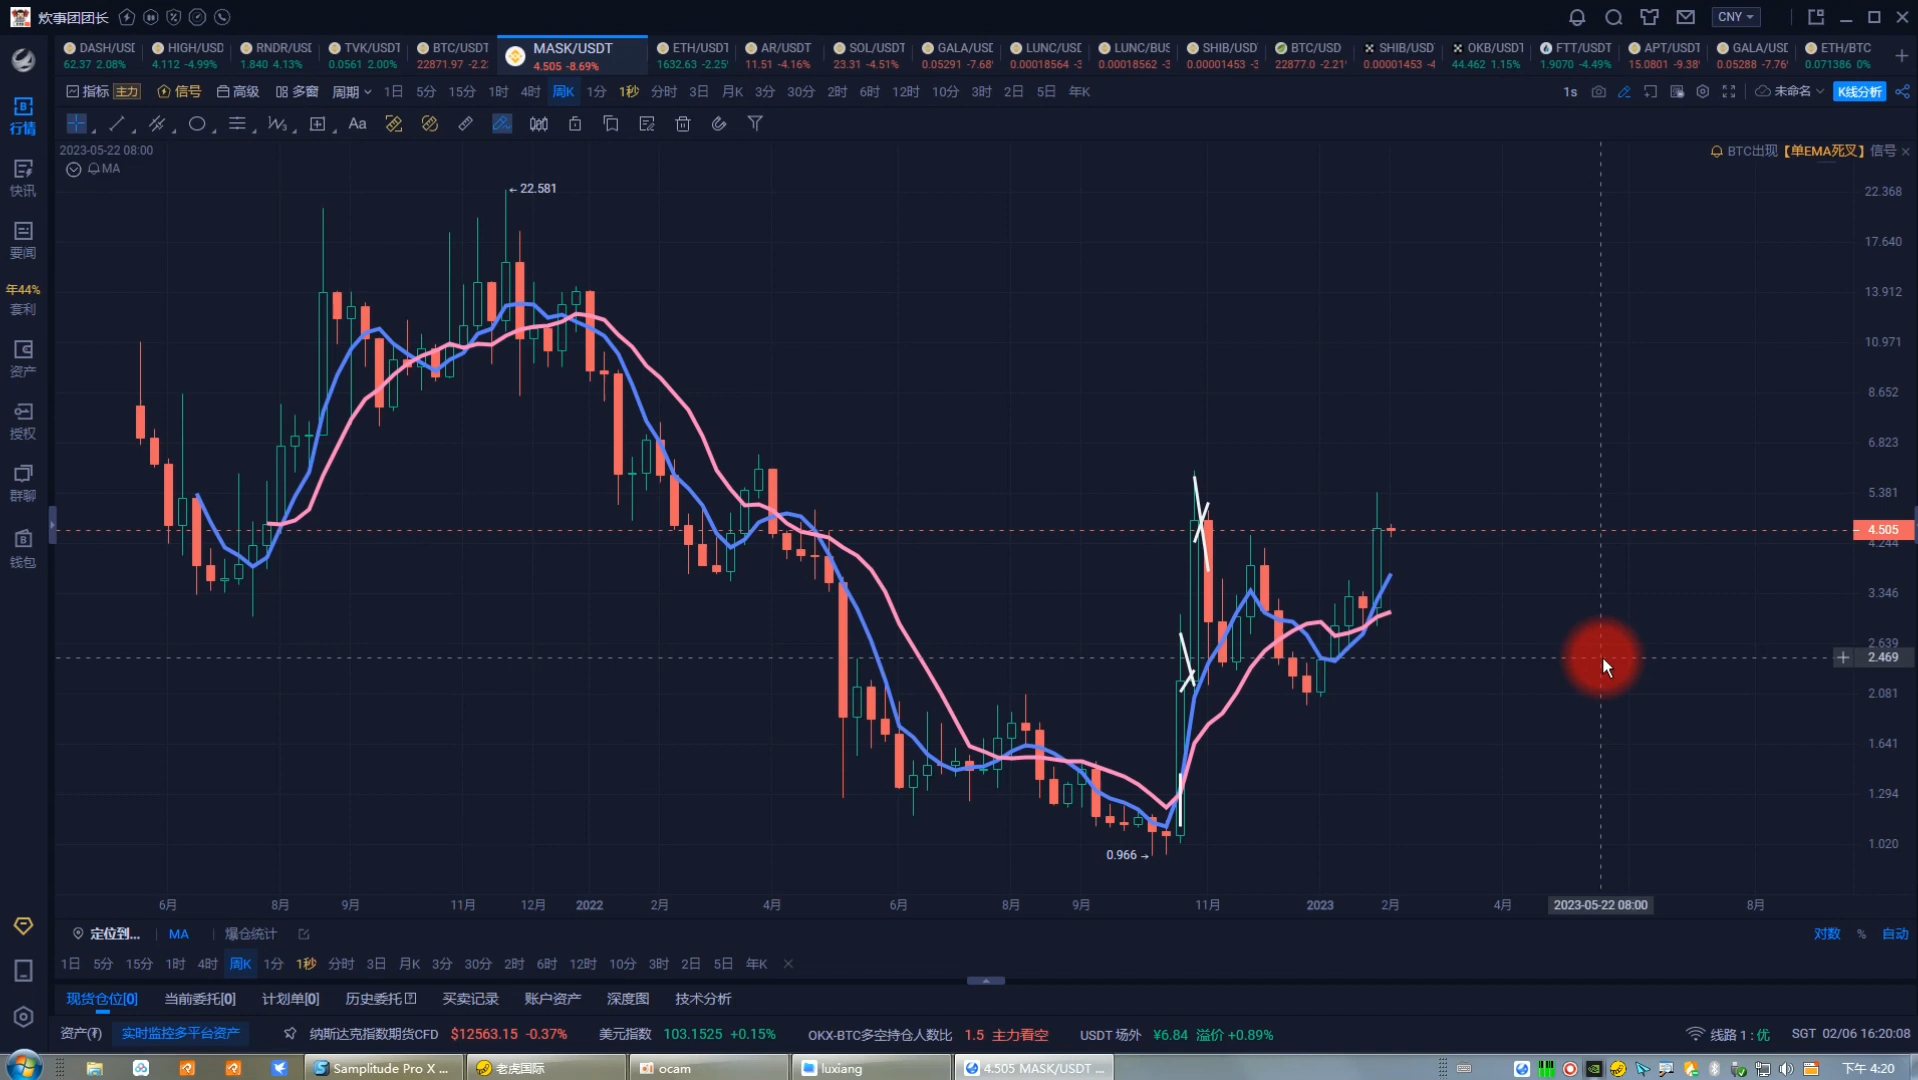 炊事团团长
CNY
DASH/USD HIGH/USD RNDR/USD TVK/USDT BTC/USDT MASK/USDT ETH/USDT AR/USDT SOL/USDT GALA/USD LUNC/USD LUNC/BUS SHIB/USD BTC/USD SHIB/USD OKB/USDT FTT/USDT APT/USDT GALA/USD ETH/BTC
62.37 2.08% 4.112 -4.99% 1.840 4.13% 0.0561 2.00% 22871.97 -2.2 4.505 -8.69% 1632.63 -2.25 11.51 -4.16% 23.31 -4.51% 0.05291 -7.68 0.00018564 -3 0.00018562 -3 0.00001453 -3 22877.0 -2.21 0.00001453 -4 44.462 1.15% 1.9070 -4.49% 15.0801 -9.38 0.05288 -7.76 0.071386 0%
指标 主力 信号 高级 多窗 周期 1日 5分 15分 1时 4时 周K 1分 1秒 分时 3日 月K 3分 30分 2时 6时 12时 10分 3时 2日 5日 年K 1s 未命名 K线分析
Aa
2023-05-22 08:00
MA
BTC出现【单EMA死叉】信号
行情
快讯
要闻
年44%
套利
资产
授权
群聊
钱包
22.581
0.966
22.368
17.640
13.912
10.971
8.652
6.823
5.381
4.505
4.244
3.346
2.639
2.469
2.081
1.641
1.294
1.020
6月 8月 9月 11月 12月 2022 2月 4月 6月 8月 9月 11月 2023 2月 4月 2023-05-22 08:00 8月
定位到... MA 爆仓统计 对数 % 自动
1日 5分 15分 1时 4时 周K 1分 1秒 分时 3日 月K 3分 30分 2时 6时 12时 10分 3时 2日 5日 年K
现货仓位[0] 当前委托[0] 计划单[0] 历史委托 买卖记录 账户资产 深度图 技术分析
资产(₮) 实时监控多平台资产 纳斯达克指数期货CFD $12563.15 -0.37% 美元指数 103.1525 +0.15% OKX-BTC多空持仓人数比 1.5 主力看空 USDT 场外 ¥6.84 溢价 +0.89% 线路 1 : 优 SGT 02/06 16:20:08
Samplitude Pro X ... 老虎国际 ocam luxiang 4.505 MASK/USDT ... 下午 4:20